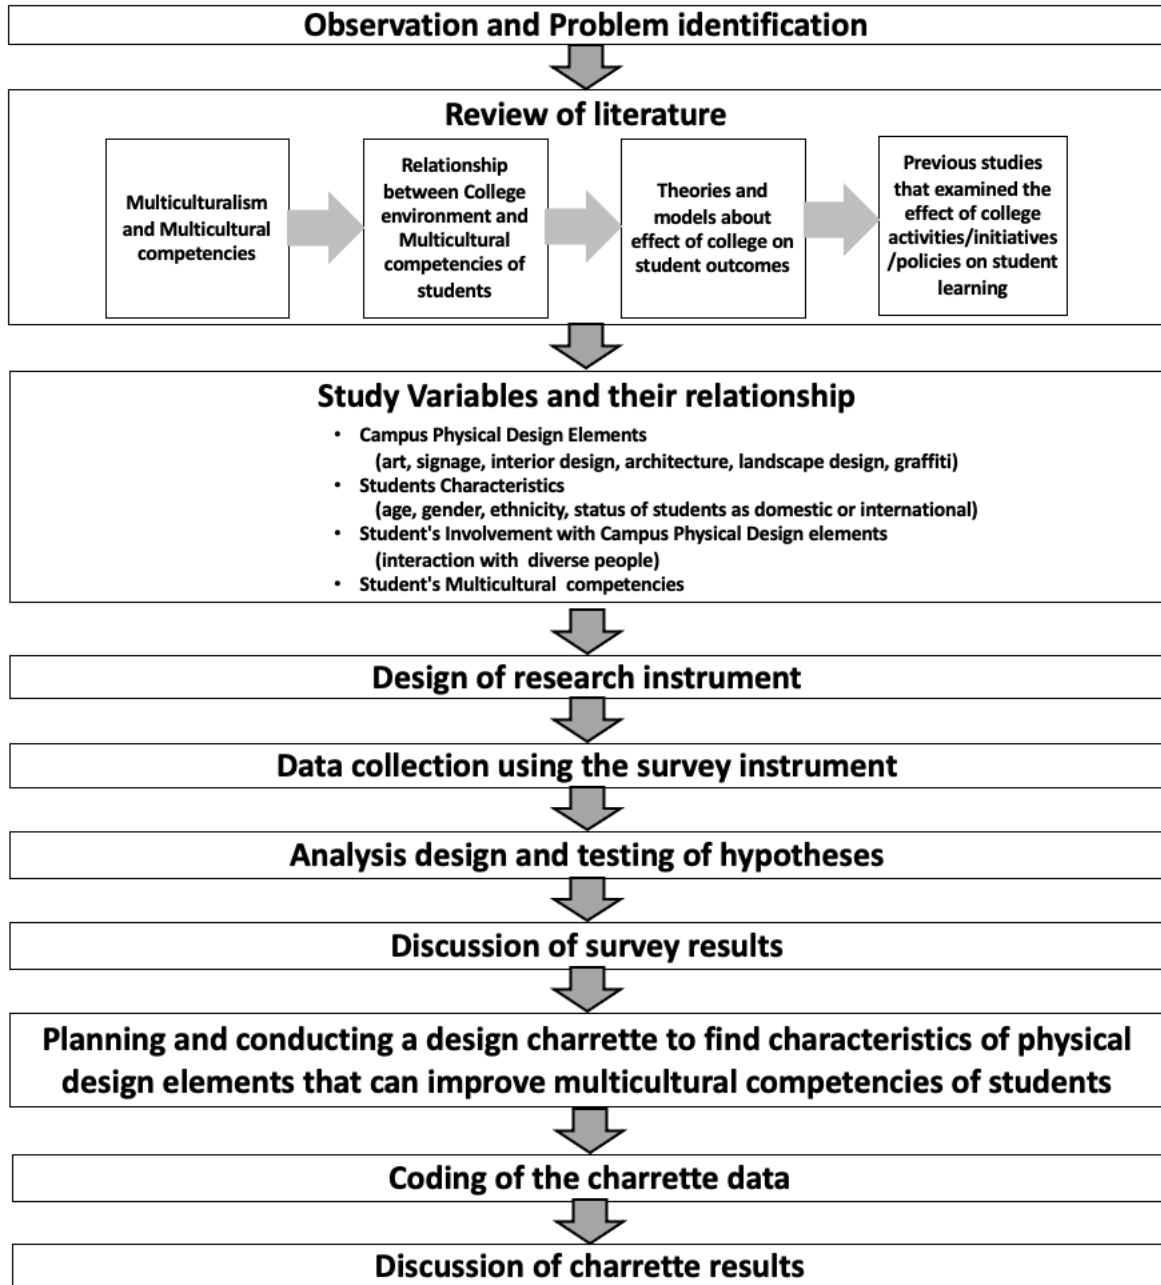 Observation and Problem identification
Review of literature
Multiculturalism
and Multicultural
competencies
Relationship
between College
environment and
Multicultural
competencies of
students
Theories and
models about
effect of college on
student outcomes
Previous studies
that examined the
effect of college
activities/initiatives
/policies on student
learning
Study Variables and their relationship
• Campus Physical Design Elements
(art, signage, interior design, architecture, landscape design, graffiti)
• Students Characteristics
(age, gender, ethnicity, status of students as domestic or international)
• Student's Involvement with Campus Physical Design elements
(interaction with diverse people)
• Student's Multicultural competencies
Design of research instrument
Data collection using the survey instrument
Analysis design and testing of hypotheses
Discussion of survey results
Planning and conducting a design charrette to find characteristics of physical
design elements that can improve multicultural competencies of students
Coding of the charrette data
Discussion of charrette results